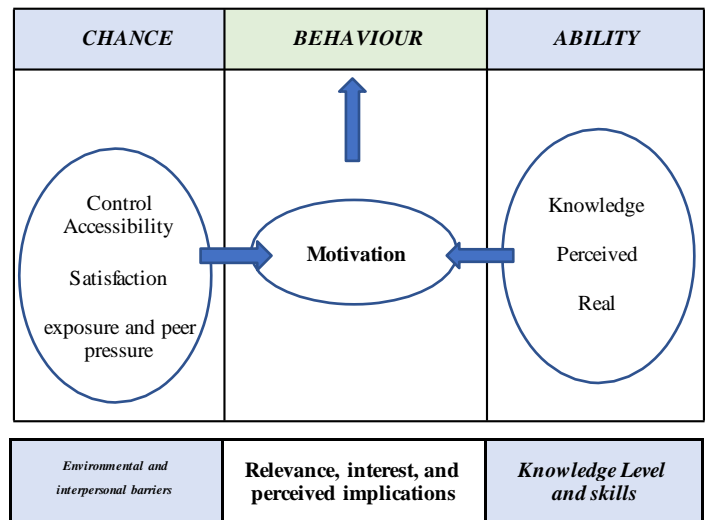 CHANCE
BEHAVIOUR
ABILITY
Control
Accessibility
Satisfaction
exposure and peer
pressure
Motivation
Knowledge
Perceived
Real
Environmental and
interpersonal barriers
Relevance, interest, and
perceived implications
Knowledge Level
and skills